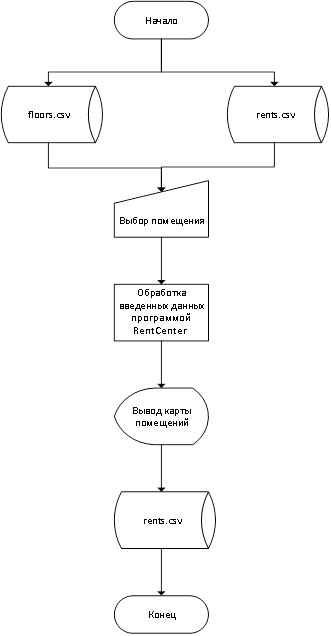 Начало
floors.csv
rents.csv
Выбор помещения
Обработка
введенных данных
программой
RentCenter
Вывод карты
помещений
rents.csv
Конец